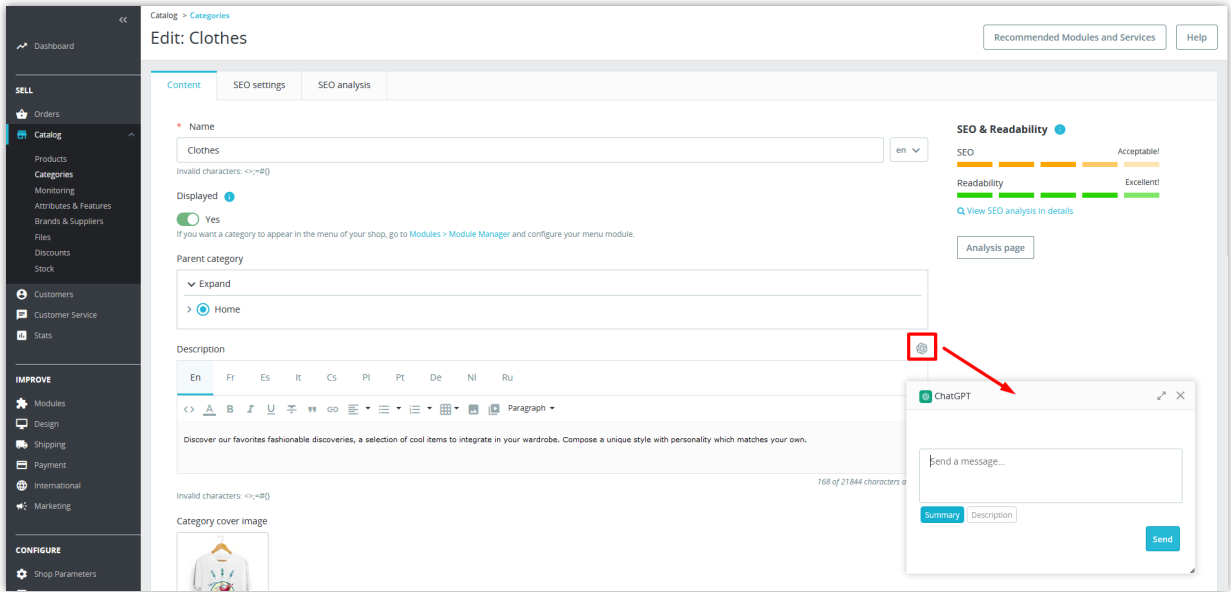 Catalog > Categories
Edit: Clothes
Recommended Modules and Services
Help
Dashboard
SELL
Orders
Catalog
Products
Categories
Monitoring
Attributes & Features
Brands & Suppliers
Files
Discounts
Stock
Customers
Customer Service
Stats
IMPROVE
Modules
Design
Shipping
Payment
International
Marketing
CONFIGURE
Shop Parameters
Content
SEO settings
SEO analysis
* Name
Clothes
en
Invalid characters: <>;=#{}
Displayed
Yes
If you want a category to appear in the menu of your shop, go to Modules > Module Manager and configure your menu module.
Parent category
Expand
Home
Description
En Fr Es It Cs Pl Pt De Nl Ru
Paragraph
Discover our favorites fashionable discoveries, a selection of cool items to integrate in your wardrobe. Compose a unique style with personality which matches your own.
168 of 21844 characters a
Invalid characters: <>;=#{}
Category cover image
SEO & Readability
SEO
Acceptable!
Readability
Excellent!
View SEO analysis in details
Analysis page
ChatGPT
Send a message...
Summary
Description
Send